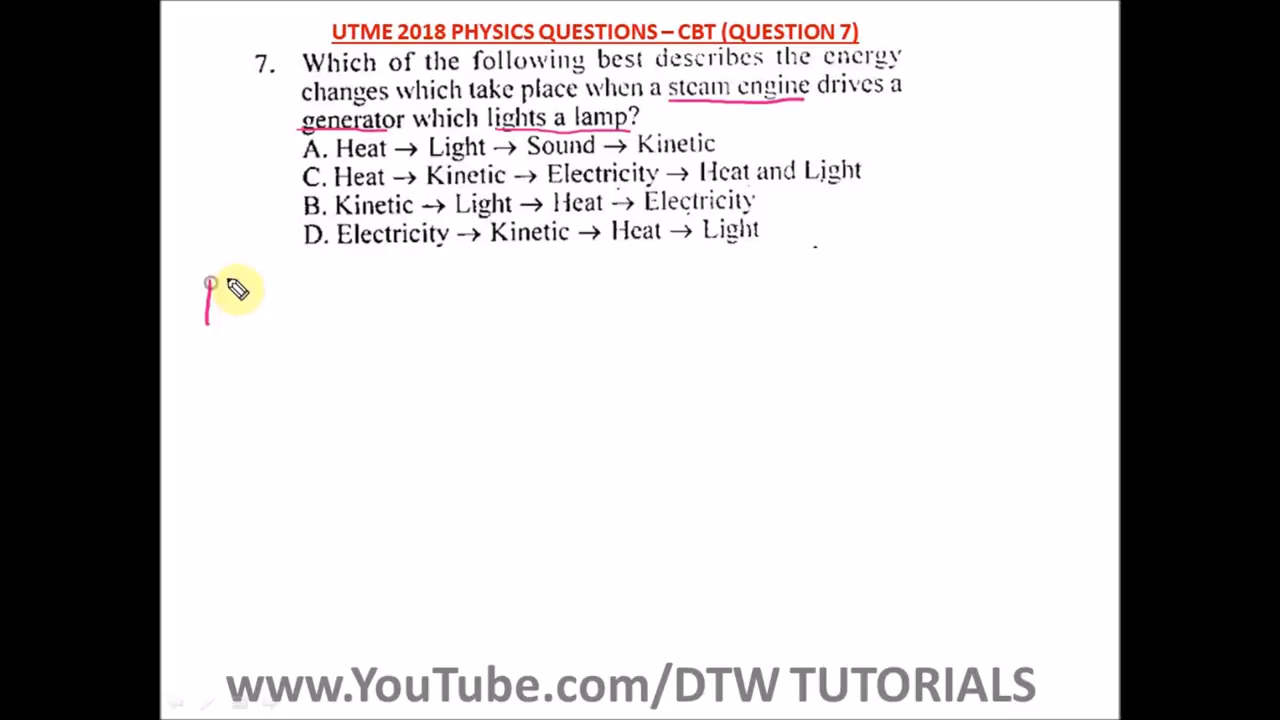 UTME 2018 PHYSICS QUESTIONS – CBT (QUESTION 7)
7. Which of the following best describes the energy
changes which take place when a steam engine drives a
generator which lights a lamp?
A. Heat → Light → Sound → Kinetic
C. Heat → Kinetic → Electricity → Heat and Light
B. Kinetic → Light → Heat → Electricity
D. Electricity → Kinetic → Heat → Light
www.YouTube.com/DTW TUTORIALS